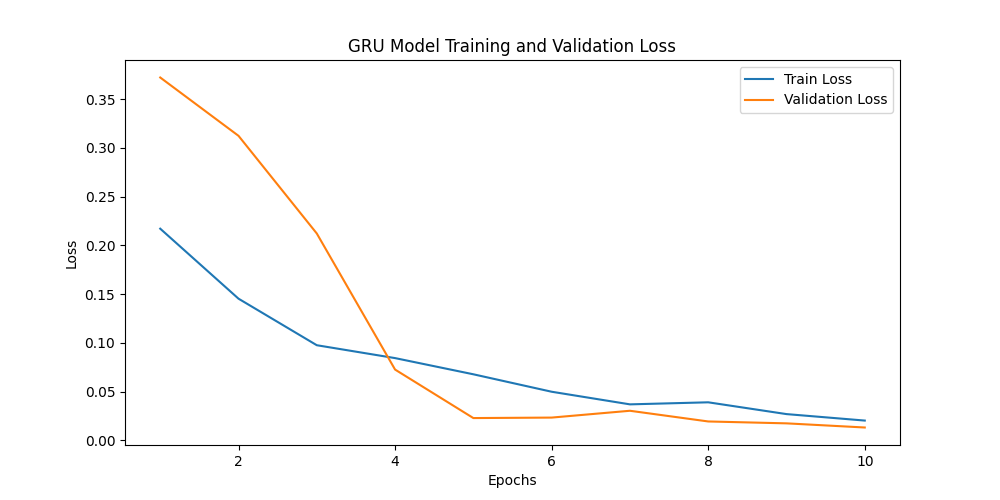 GRU Model Training and Validation Loss
Train Loss
Validation Loss
0.35
0.30
0.25
0.20
0.15
0.10
0.05
0.00
Loss
2
4
6
8
10
Epochs